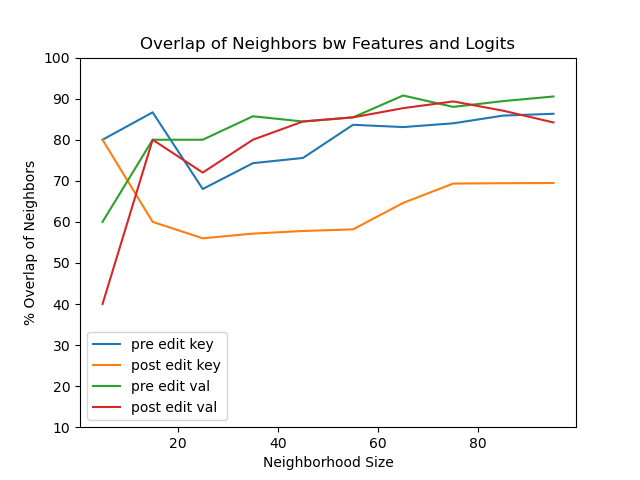 Overlap of Neighbors bw Features and Logits
100
90
80
70
60
50
40
30
20
10
% Overlap of Neighbors
pre edit key
post edit key
pre edit val
post edit val
20 40 60 80
Neighborhood Size